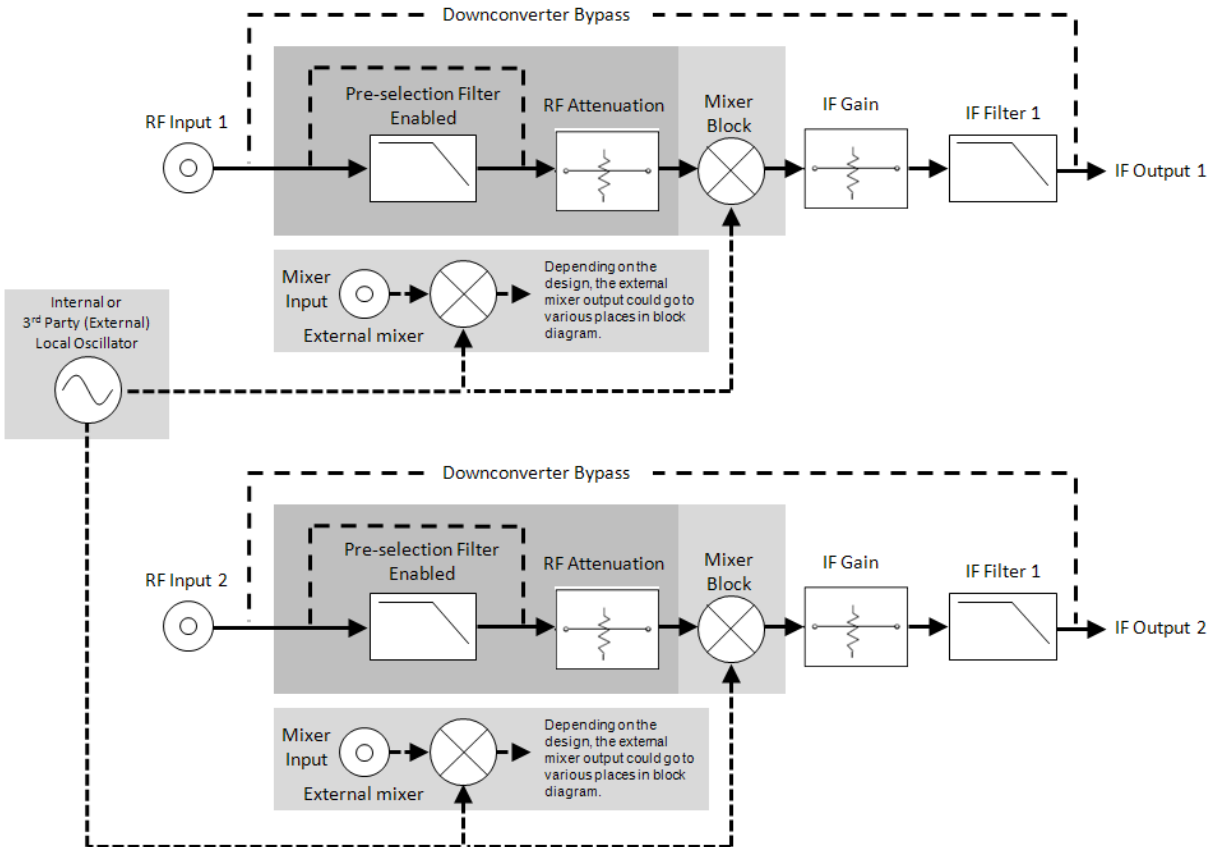 Downconverter Bypass
Pre-selection Filter
Enabled
RF Attenuation
Mixer
Block
IF Gain
IF Filter 1
RF Input 1
IF Output 1
Mixer
Input
External mixer
Depending on the
design, the external
mixer output could go to
various places in block
diagram.
Internal or
3rd Party (External)
Local Oscillator
Downconverter Bypass
Pre-selection Filter
Enabled
RF Attenuation
Mixer
Block
IF Gain
IF Filter 1
RF Input 2
IF Output 2
Mixer
Input
External mixer
Depending on the
design, the external
mixer output could go to
various places in block
diagram.